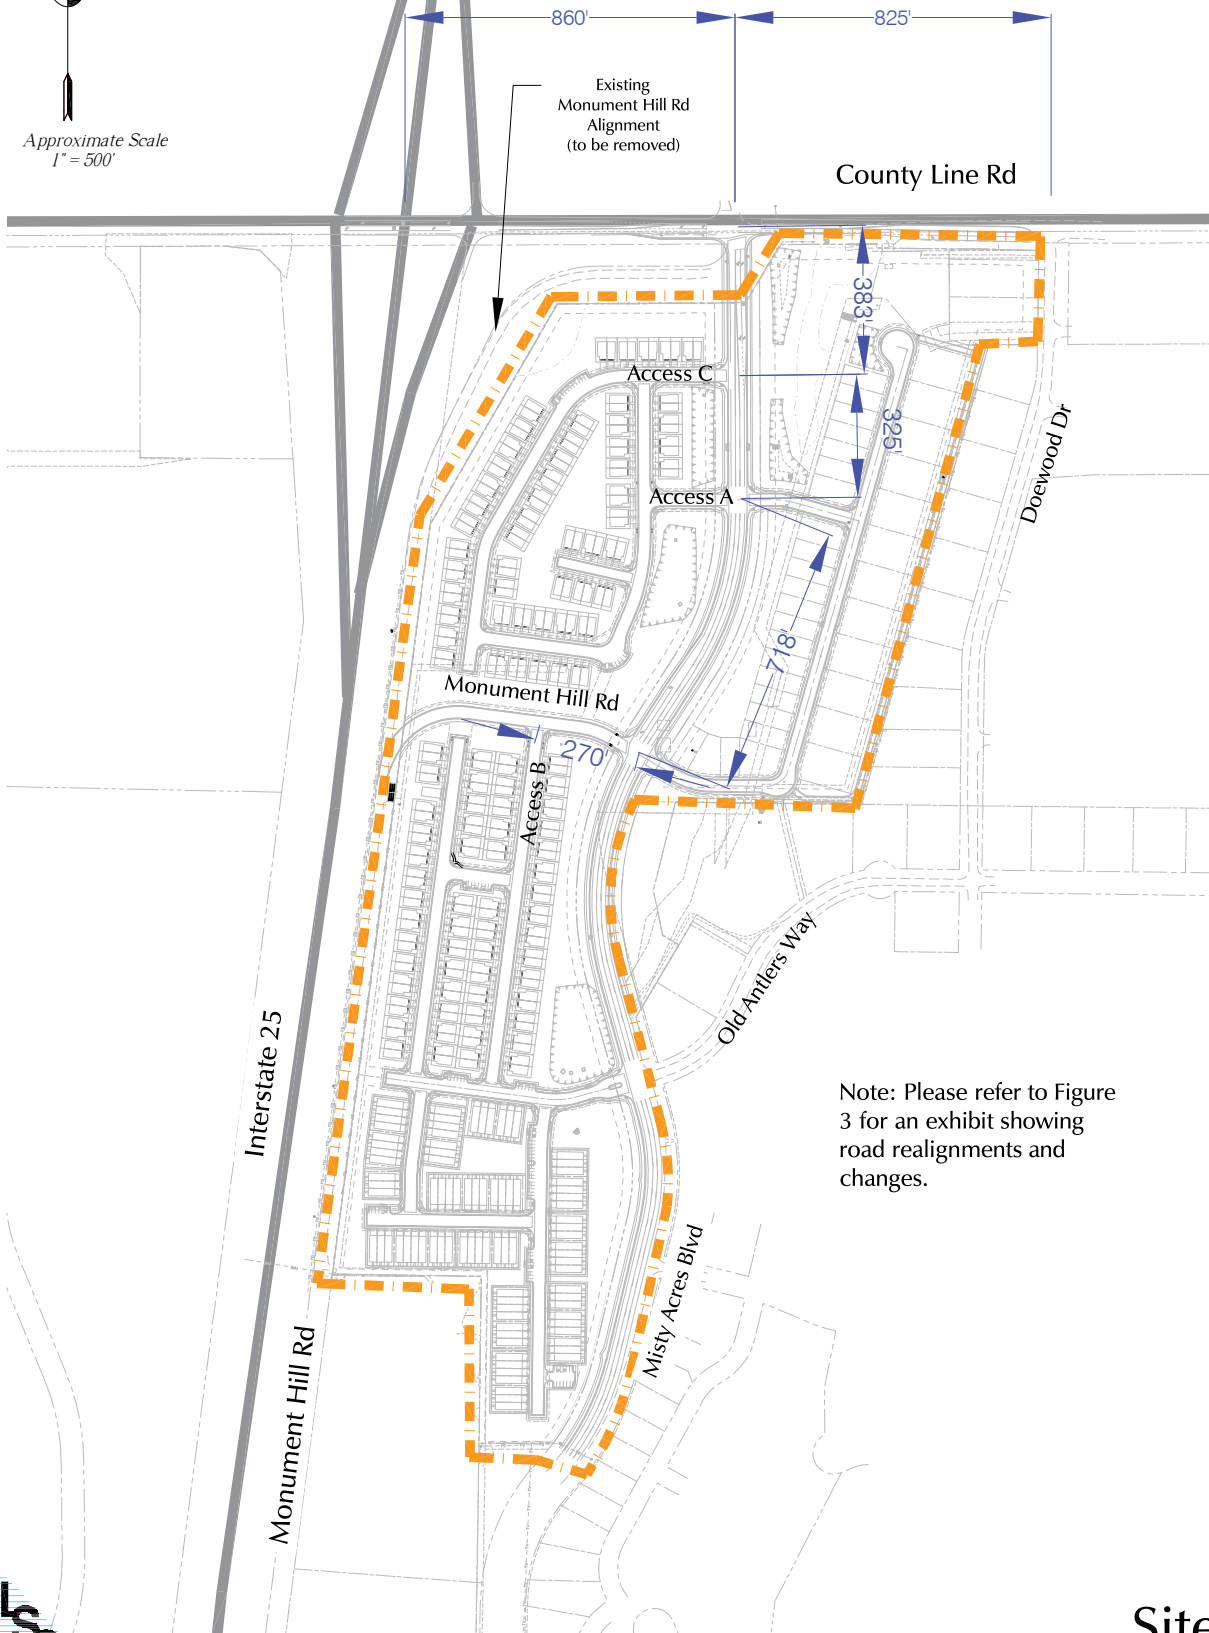 860'
825'
Existing
Monument Hill Rd
Alignment
(to be removed)
Approximate Scale
1" = 500'
County Line Rd
383'
Access C
325'
Doewood Dr
Access A
718'
Monument Hill Rd
270'
Access B
Old Antlers Way
Interstate 25
Note: Please refer to Figure
3 for an exhibit showing
road realignments and
changes.
Misty Acres Blvd
Monument Hill Rd
LS
Site